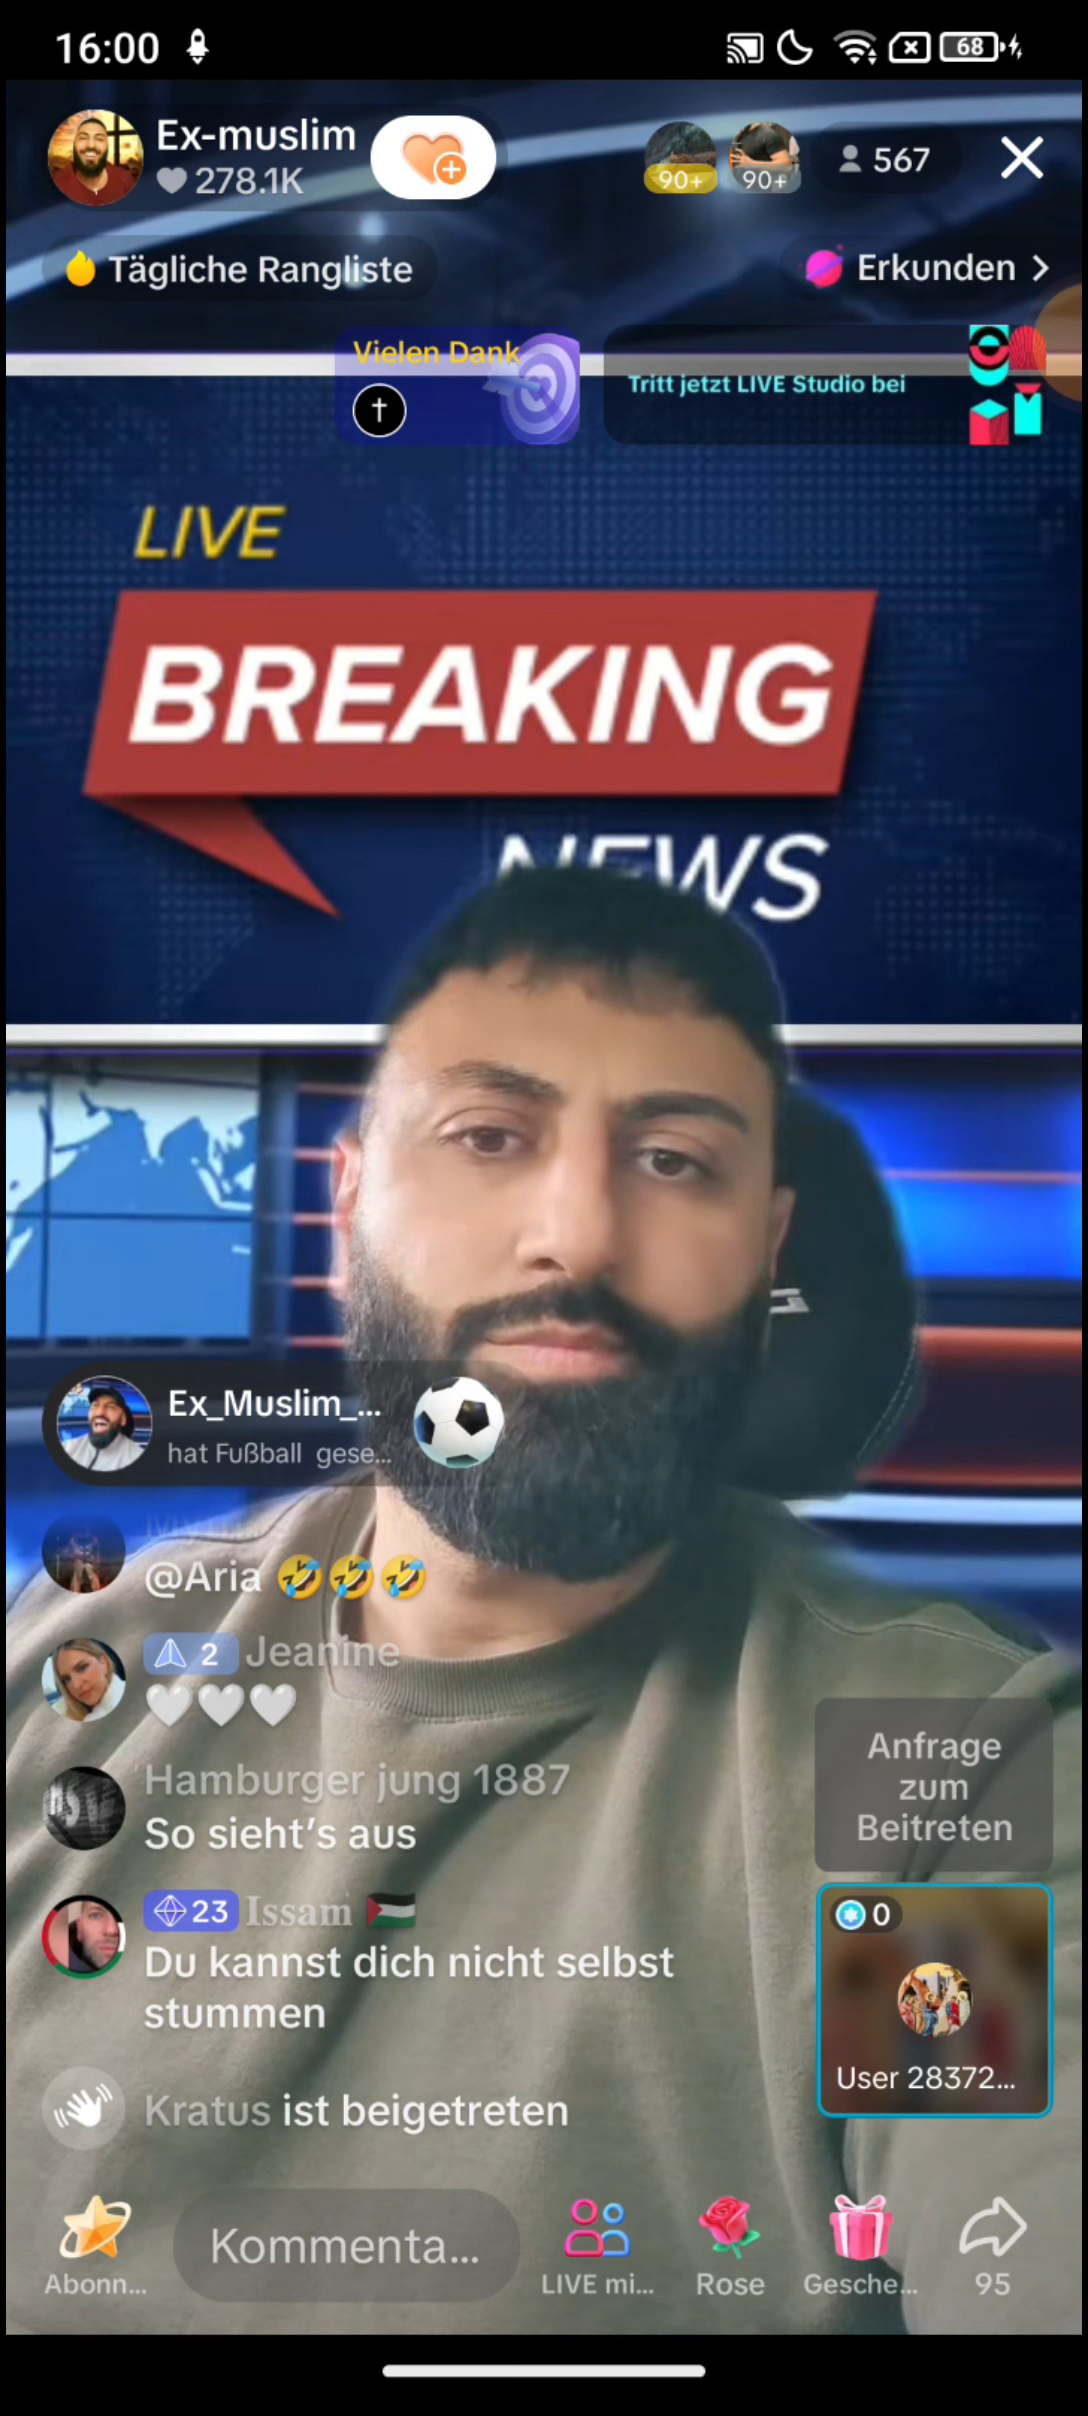 16:00
68
Ex-muslim
278.1K
90+
90+
567
Tägliche Rangliste
Erkunden
Vielen Dank
Tritt jetzt LIVE Studio bei
LIVE
BREAKING
NEWS
Ex_Muslim_...
hat Fußball gese...
@Aria 🤣🤣🤣
2 Jeanine
🤍🤍🤍
Hamburger jung 1887
So sieht's aus
23 Issam 🇵🇸
Du kannst dich nicht selbst
stummen
Kratus ist beigetreten
Anfrage
zum
Beitreten
0
User 28372...
Abonn...
Kommenta...
LIVE mi...
Rose
Gesche...
95